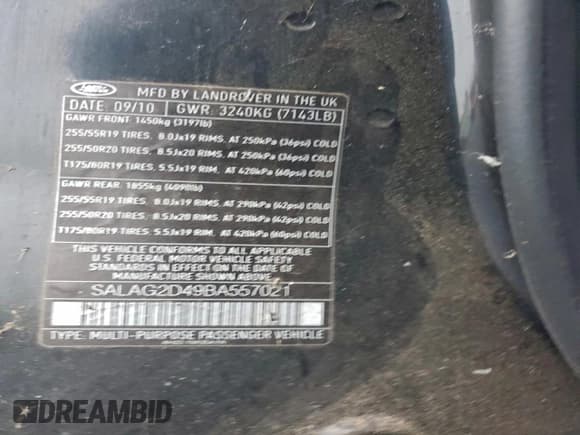 MFD BY LANDROVER IN THE UK
DATE: 09/10 GWR. 3240KG (7143LB)
GAWR FRONT 1450kg (3197lb)
255/55R19 TIRES. 8.0Jx19 RIMS. AT 250kPa (36psi) COLD
255/50R20 TIRES. 8.5Jx20 RIMS. AT 250kPa (36psi) COLD
T175/80R19 TIRES. 5.5Jx19 RIM. AT 420kPa (60psi) COLD
GAWR REAR. 1855kg (4090lb)
255/55R19 TIRES. 8.0Jx19 RIMS. AT 290kPa (42psi) COLD
255/50R20 TIRES. 8.5Jx20 RIMS. AT 290kPa (42psi) COLD
T175/80R19 TIRES. 5.5Jx19 RIM. AT 420kPa (60psi) COLD
THIS VEHICLE CONFORMS TO ALL APPLICABLE
U.S. FEDERAL MOTOR VEHICLE SAFETY
STANDARDS IN EFFECT ON THE DATE OF
MANUFACTURE SHOWN ABOVE.
SALAG2D49BA557021
TYPE: MULTI-PURPOSE PASSENGER VEHICLE
DREAMBID